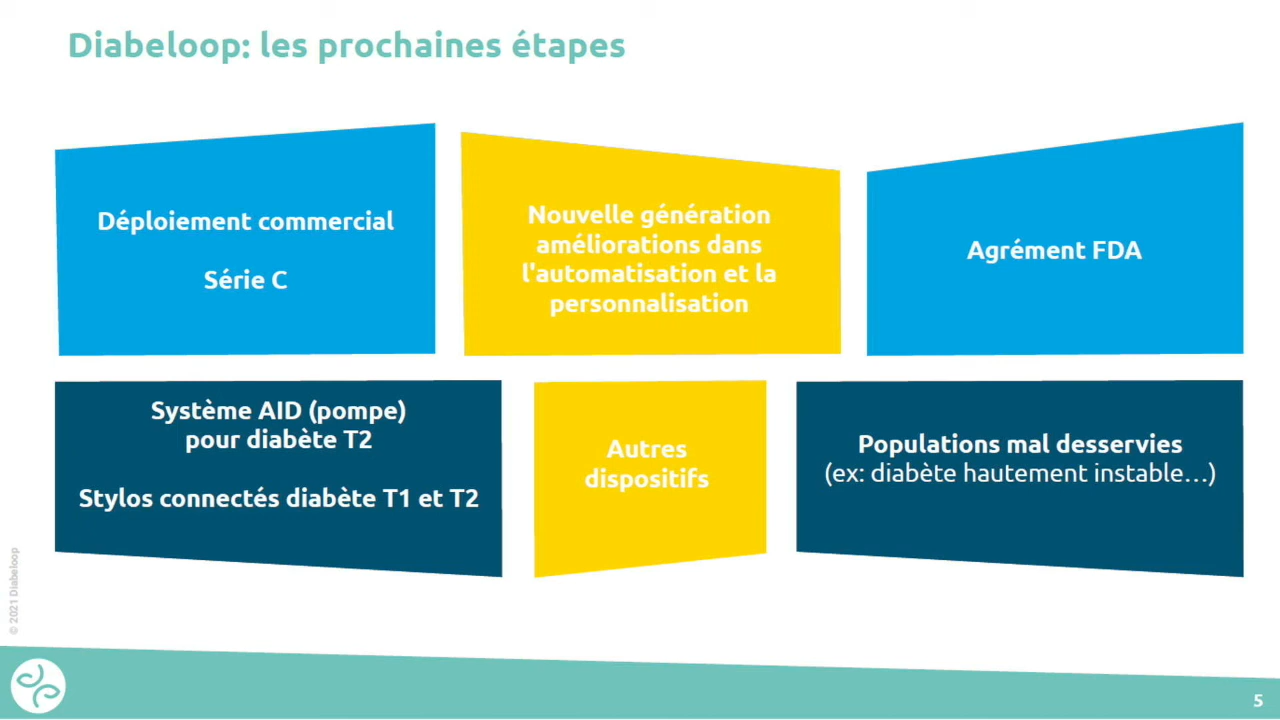 Diabeloop: les prochaines étapes
Déploiement commercial
Série C
Nouvelle génération
améliorations dans
l'automatisation et la
personnalisation
Agrément FDA
Système AID (pompe)
pour diabète T2
Stylos connectés diabète T1 et T2
Autres
dispositifs
Populations mal desservies
(ex: diabète hautement instable...)
© 2021 Diabeloop
5